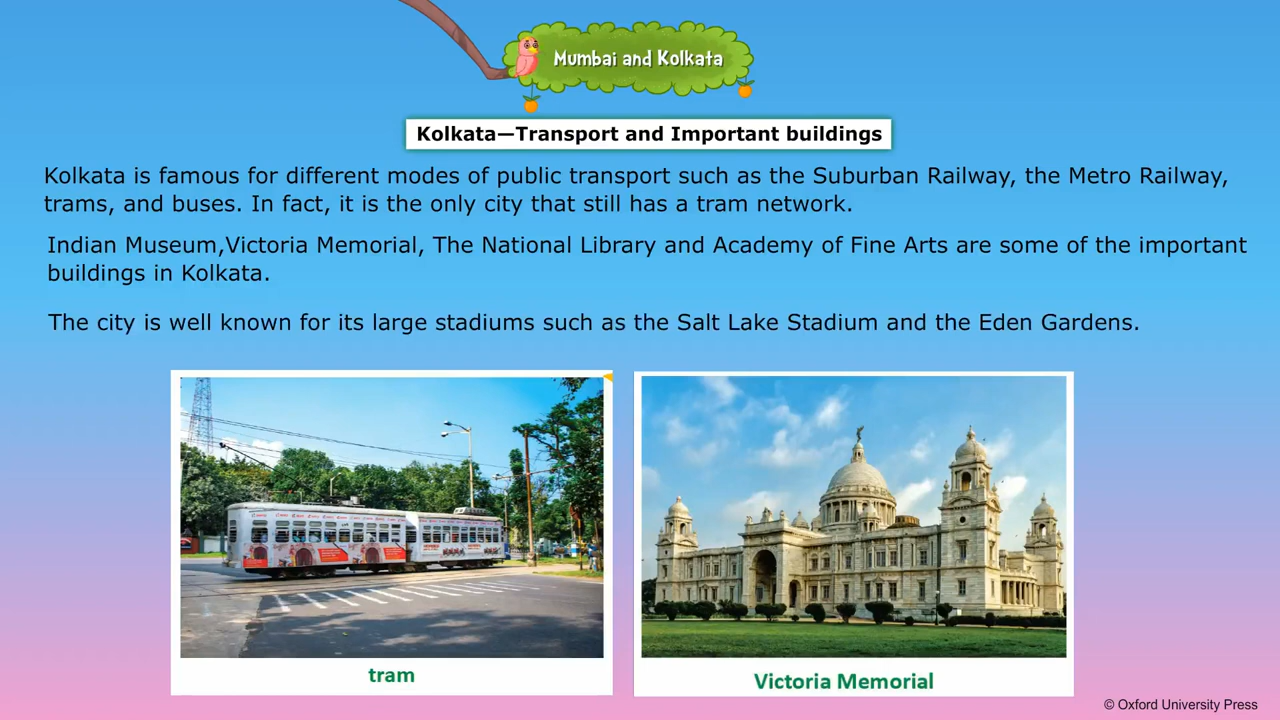 Mumbai and Kolkata
Kolkata—Transport and Important buildings
Kolkata is famous for different modes of public transport such as the Suburban Railway, the Metro Railway,
trams, and buses. In fact, it is the only city that still has a tram network.
Indian Museum,Victoria Memorial, The National Library and Academy of Fine Arts are some of the important
buildings in Kolkata.
The city is well known for its large stadiums such as the Salt Lake Stadium and the Eden Gardens.
tram
Victoria Memorial
© Oxford University Press